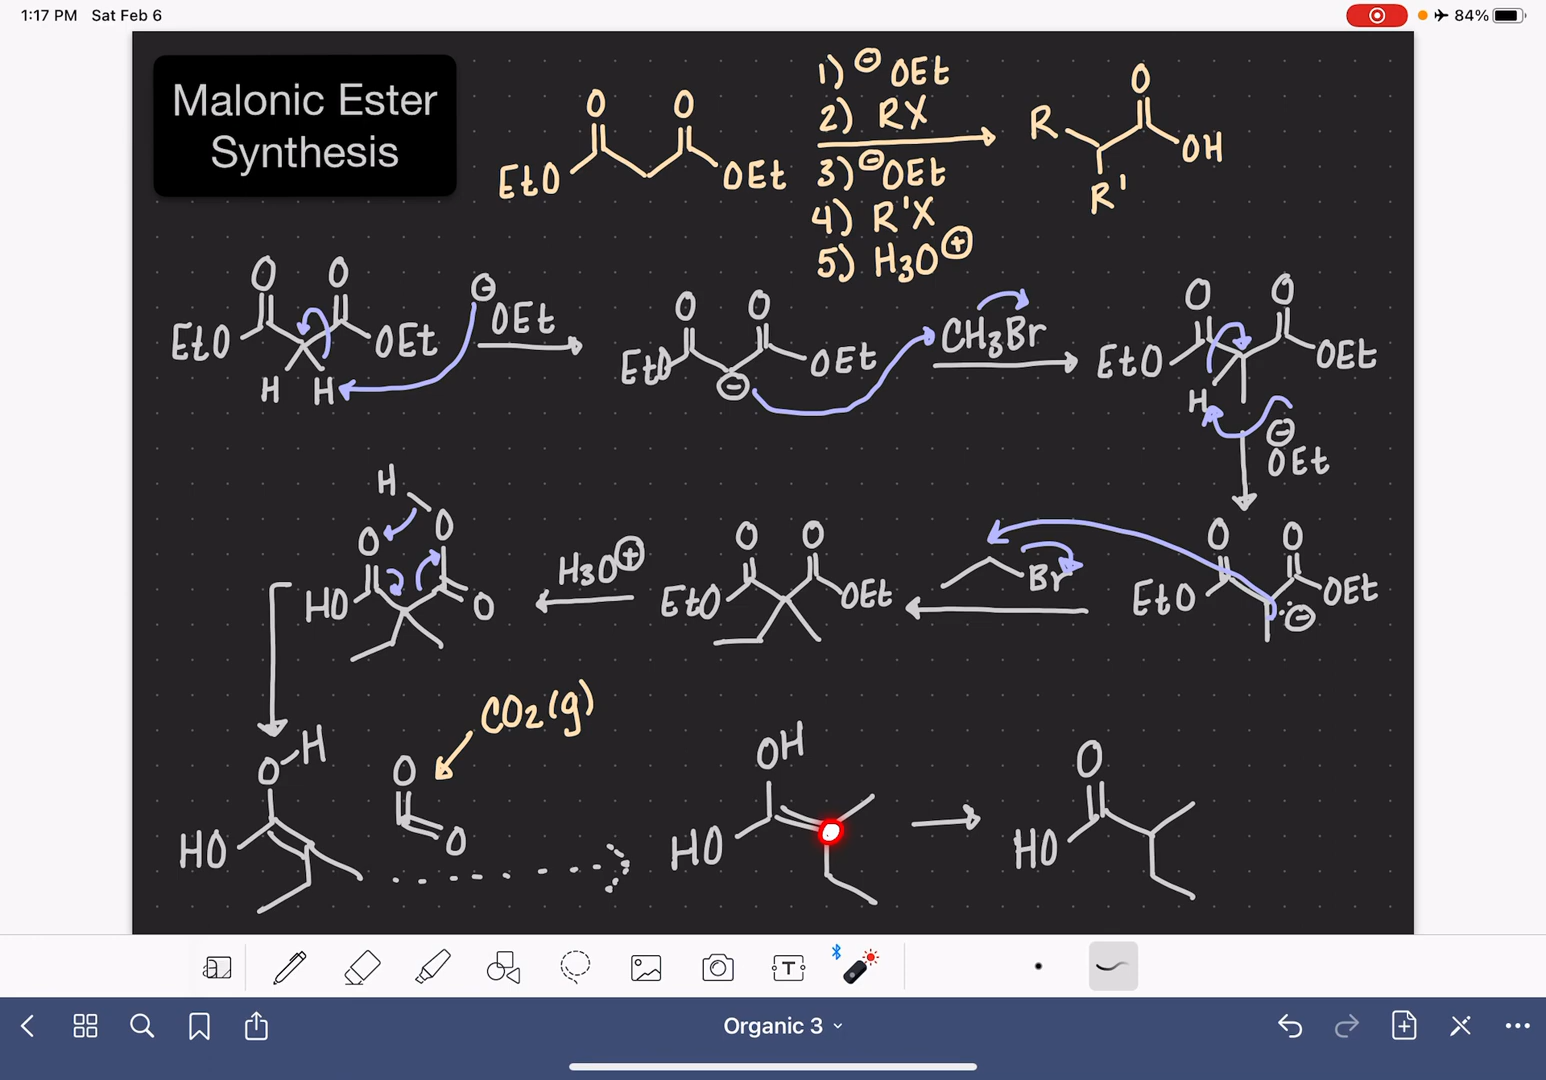 1:17 PM Sat Feb 6
84%
Malonic Ester
Synthesis
O O
EtO OEt
1) ⊖OEt
2) RX
3) ⊖OEt
4) R'X
5) H3O⊕
O
R OH
R'
O O
EtO OEt
H H
⊖
OEt
O O
EtO OEt
⊖
CH3Br
O O
EtO OEt
H
⊖
OEt
H
O O
HO O
H3O⊕
O O
EtO OEt
Br
O O
EtO OEt
⊖
CO2(g)
O-H
HO
O
O
OH
HO
O
HO
T
Organic 3